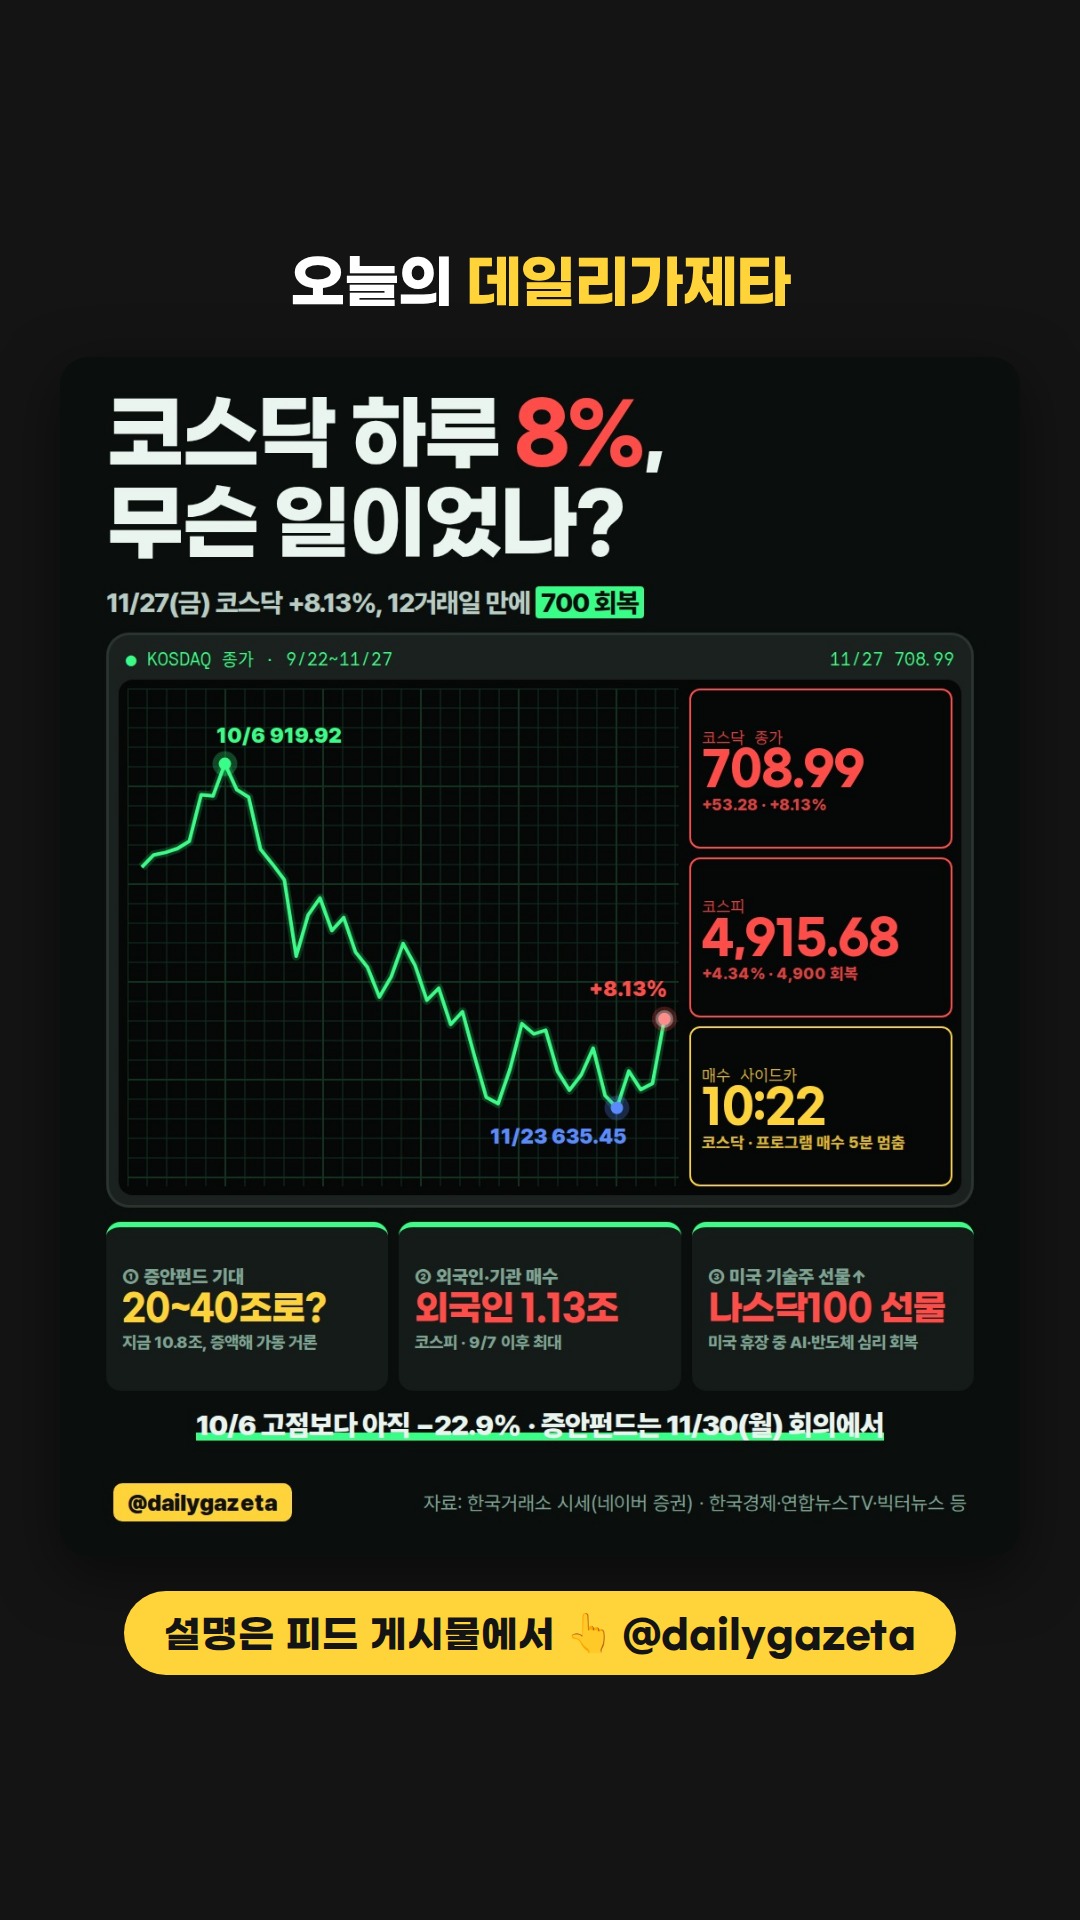 오늘의 데일리가제타
코스닥 하루 8%,
무슨 일이었나?
11/27(금) 코스닥 +8.13%, 12거래일 만에 700 회복
● KOSDAQ 종가 · 9/22~11/27
11/27 708.99
10/6 919.92
+8.13%
11/23 635.45
코스닥 종가
708.99
+53.28 · +8.13%
코스피
4,915.68
+4.34% · 4,900 회복
매수 사이드카
10:22
코스닥 · 프로그램 매수 5분 멈춤
① 증안펀드 기대
20~40조로?
지금 10.8조, 증액해 가동 거론
② 외국인·기관 매수
외국인 1.13조
코스피 · 9/7 이후 최대
③ 미국 기술주 선물↑
나스닥100 선물
미국 휴장 중 AI·반도체 심리 회복
10/6 고점보다 아직 −22.9% · 증안펀드는 11/30(월) 회의에서
@dailygazeta
자료: 한국거래소 시세(네이버 증권) · 한국경제·연합뉴스TV·빅터뉴스 등
설명은 피드 게시물에서 👆 @dailygazeta